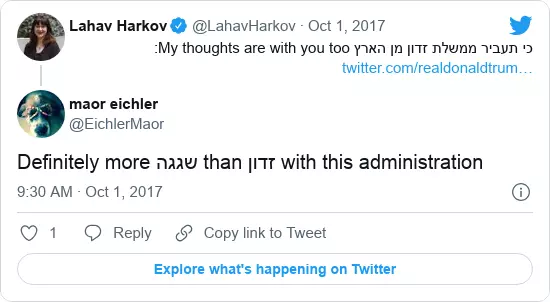 Lahav Harkov @LahavHarkov · Oct 1, 2017
My thoughts are with you too כי תעביר ממשלת זדון מן הארץ:
twitter.com/realdonaldtrum…
maor eichler
@EichlerMaor
Definitely more שגגה than זדון with this administration
9:30 AM · Oct 1, 2017
1 Reply Copy link to Tweet
Explore what's happening on Twitter